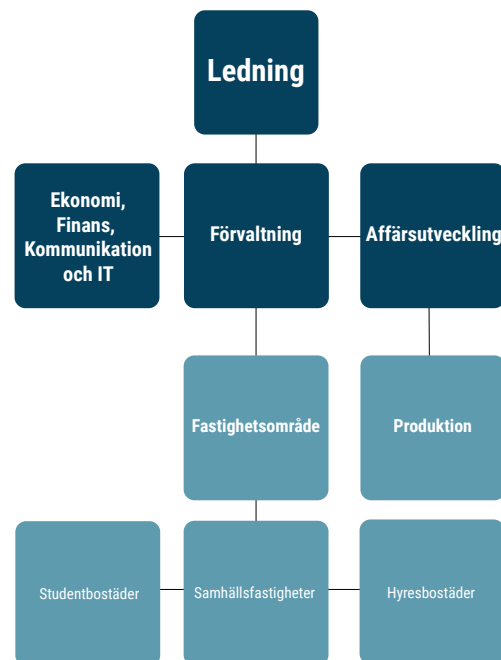 Ledning
Ekonomi,
Finans,
Kommunikation
och IT
Förvaltning
Affärsutveckling
Fastighetsområde
Produktion
Studentbostäder
Samhällsfastigheter
Hyresbostäder